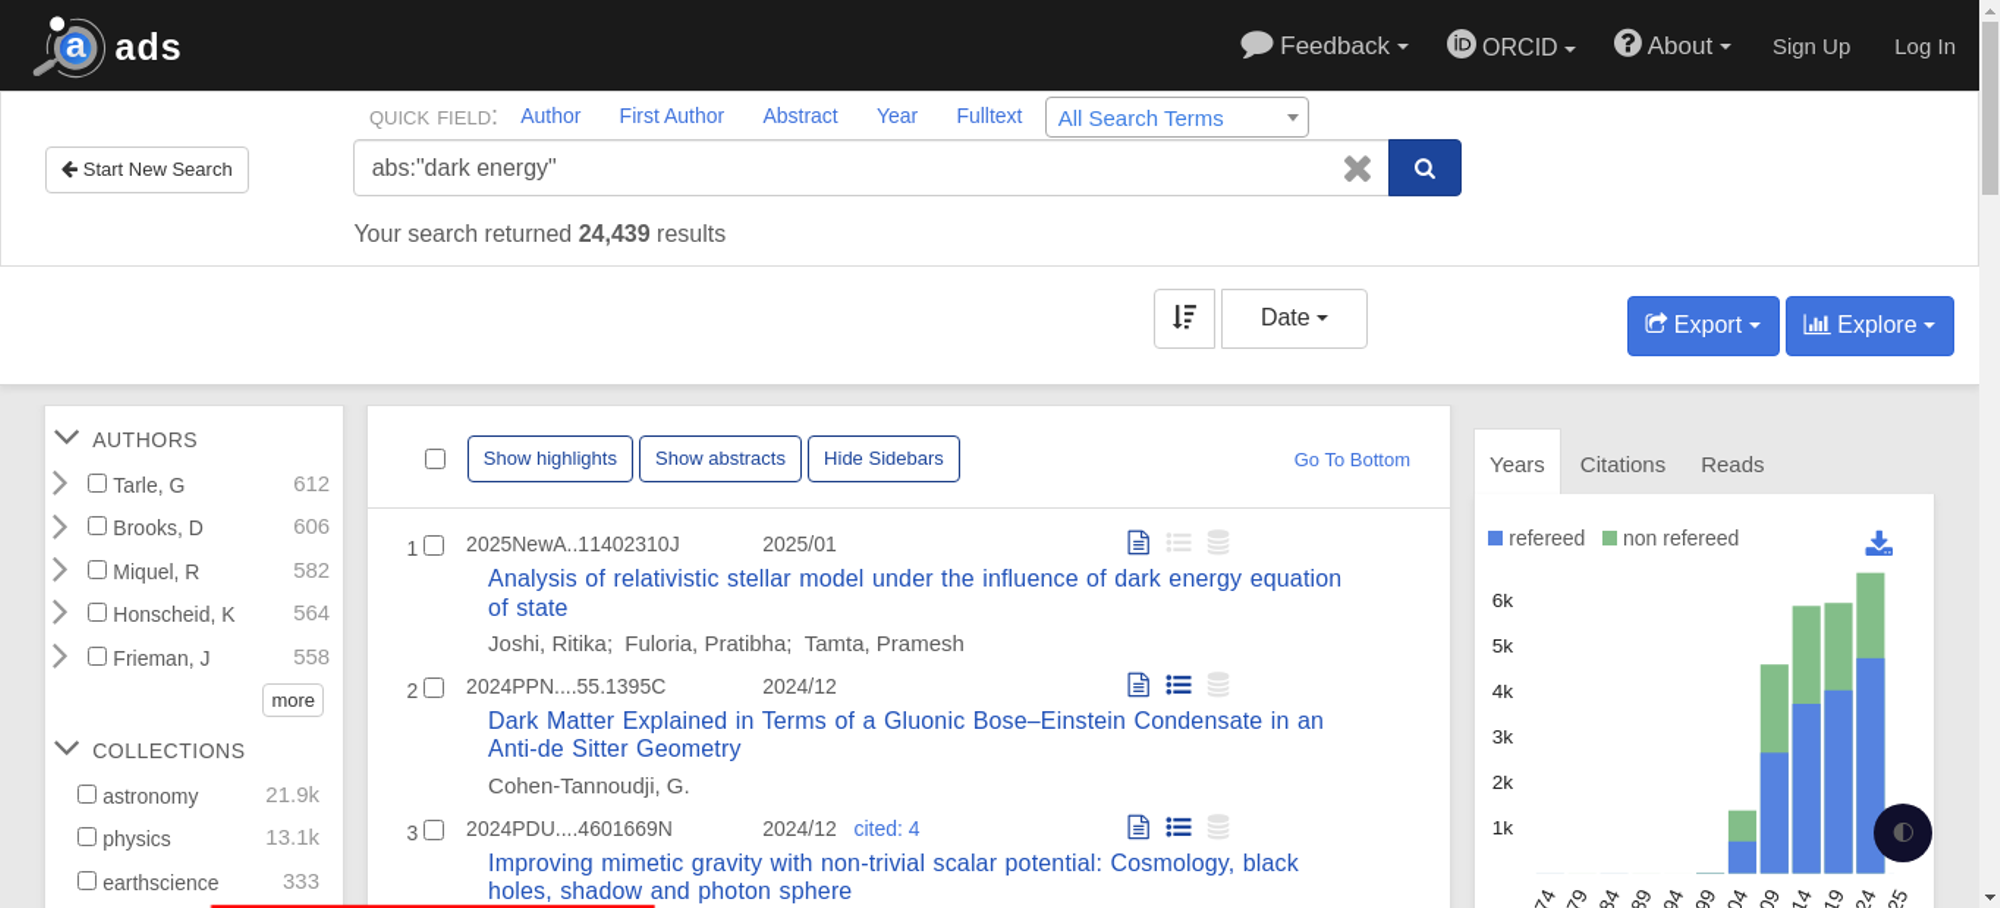 a ads
Feedback ORCID About Sign Up Log In
QUICK FIELD: Author First Author Abstract Year Fulltext All Search Terms
Start New Search
abs:"dark energy"
Your search returned 24,439 results
Date
Export Explore
AUTHORS
Tarle, G 612
Brooks, D 606
Miquel, R 582
Honscheid, K 564
Frieman, J 558
more
COLLECTIONS
astronomy 21.9k
physics 13.1k
earthscience 333
Show highlights Show abstracts Hide Sidebars Go To Bottom
1 2025NewA..11402310J 2025/01
Analysis of relativistic stellar model under the influence of dark energy equation
of state
Joshi, Ritika; Fuloria, Pratibha; Tamta, Pramesh
2 2024PPN....55.1395C 2024/12
Dark Matter Explained in Terms of a Gluonic Bose–Einstein Condensate in an
Anti-de Sitter Geometry
Cohen-Tannoudji, G.
3 2024PDU....4601669N 2024/12 cited: 4
Improving mimetic gravity with non-trivial scalar potential: Cosmology, black
holes, shadow and photon sphere
Years Citations Reads
refereed non refereed
6k
5k
4k
3k
2k
1k
74 79 84 89 94 99 04 09 14 19 24 25